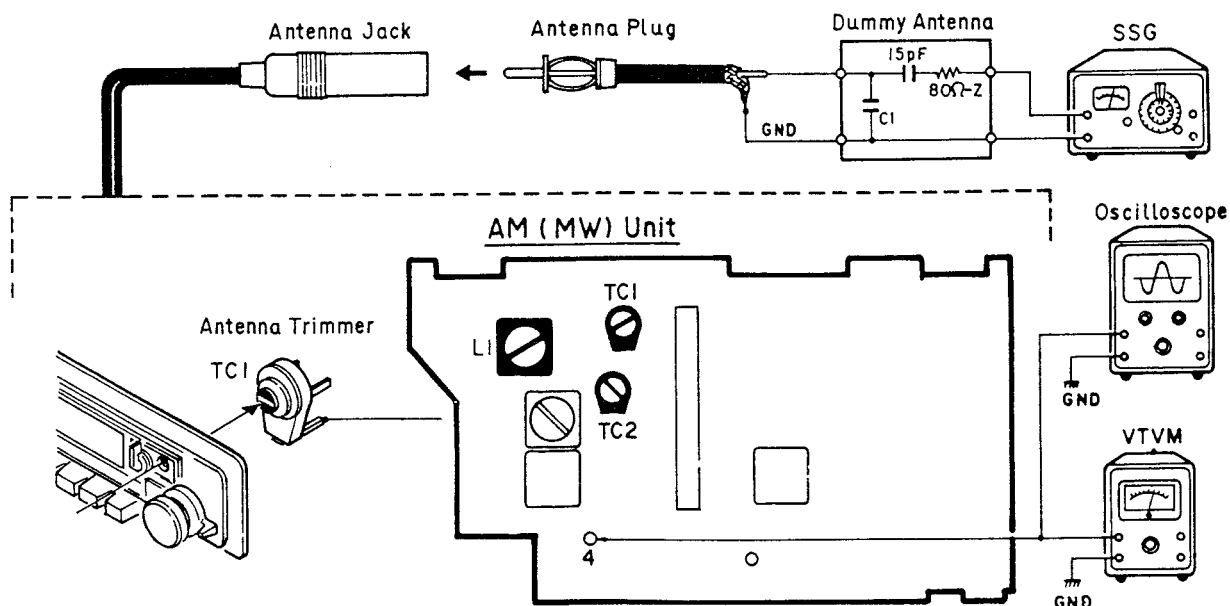 Antenna Jack
Antenna Plug
Dummy Antenna
SSG
15pF
80Ω-Z
C1
GND
AM (MW) Unit
Oscilloscope
GND
Antenna Trimmer
TC1
L1
TC1
TC2
4
VTVM
GND